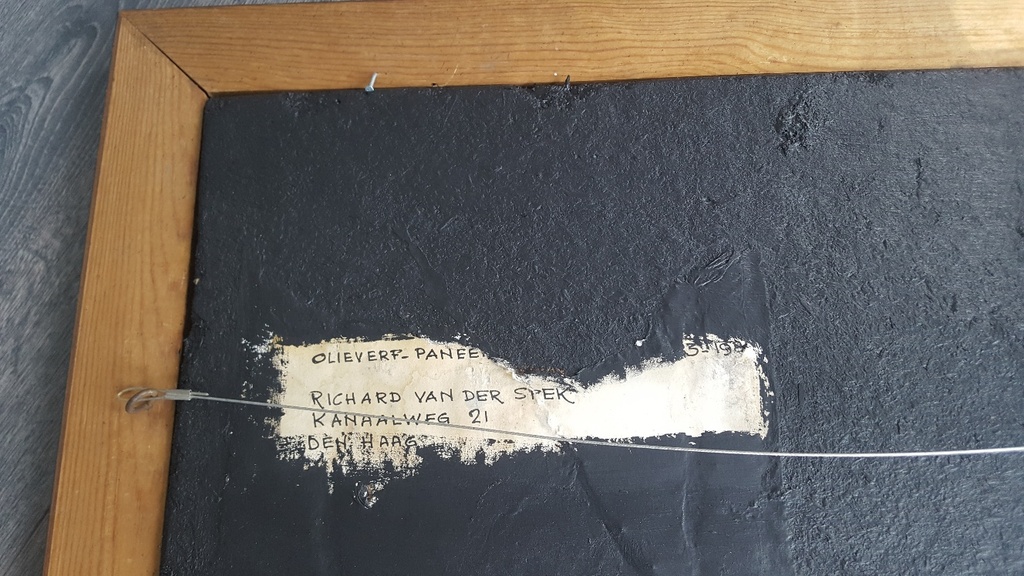 OLIEVERF-PANEE
RICHARD VAN DER SPEK
KANAALWEG 21
DEN HAAG